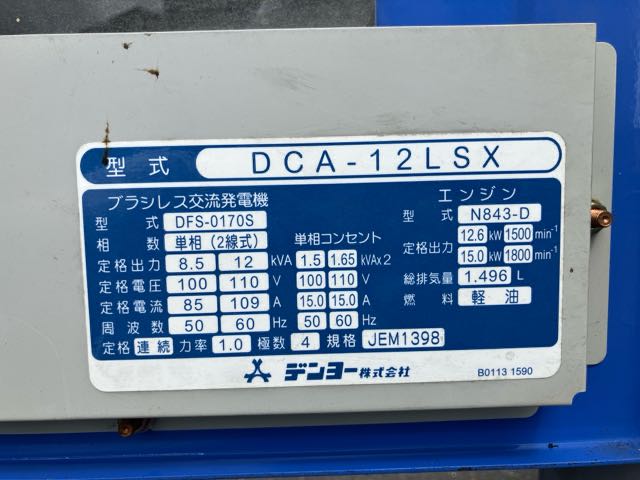 型式 DCA-12LSX
ブラシレス交流発電機
型式 DFS-0170S
相数 単相 (2線式) 単相コンセント
定格出力 8.5 12 kVA 1.5 1.65 kVA×2
定格電圧 100 110 V 100 110 V
定格電流 85 109 A 15.0 15.0 A
周波数 50 60 Hz 50 60 Hz
定格 連続 力率 1.0 極数 4 規格 JEM1398
エンジン
型式 N843-D
定格出力 12.6 kW 1500 min-1
15.0 kW 1800 min-1
総排気量 1.496 L
燃料 軽油
デンヨー株式会社
B0113 1590